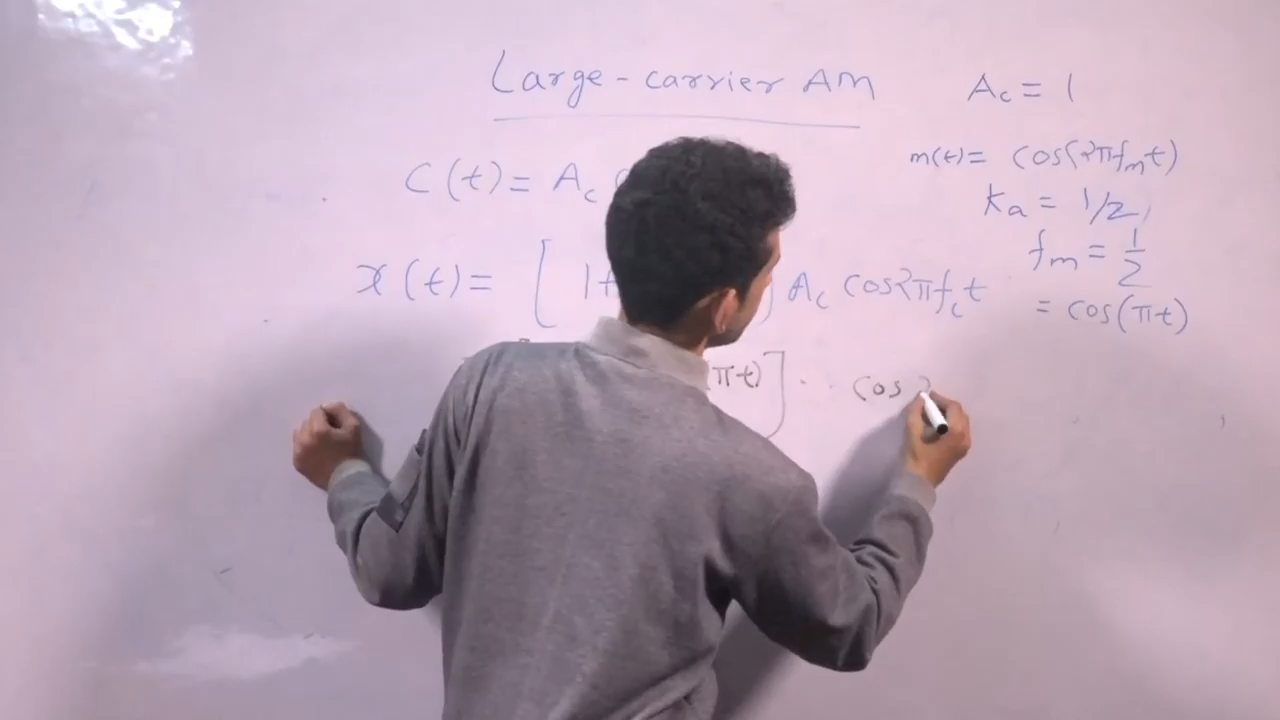 Large-carrier AM
Ac = 1
m(t)= cos(2πfmt)
C(t)= Ac
ka = 1/2,
fm = 1/2
x(t)= [ 1+ ] Ac cos2πfct
= cos(πt)
πt) ] . cos 2